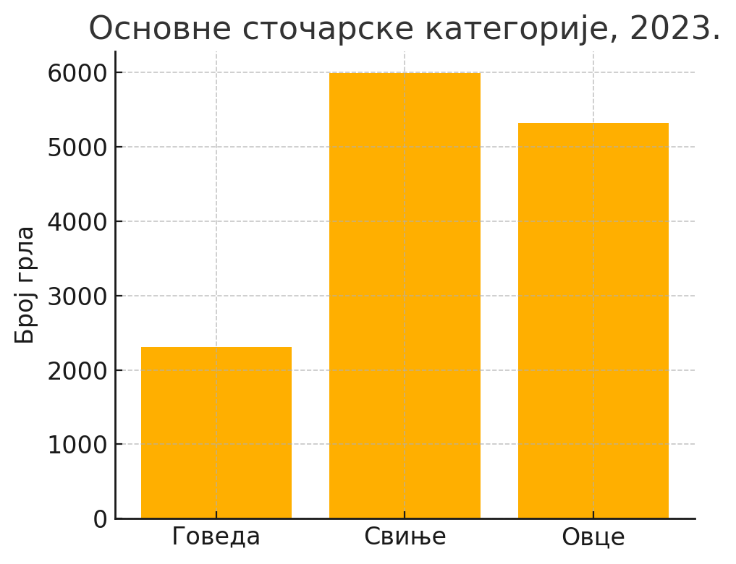 Основне сточарске категорије, 2023.
Број грла
6000
5000
4000
3000
2000
1000
0
Говеда
Свиње
Овце